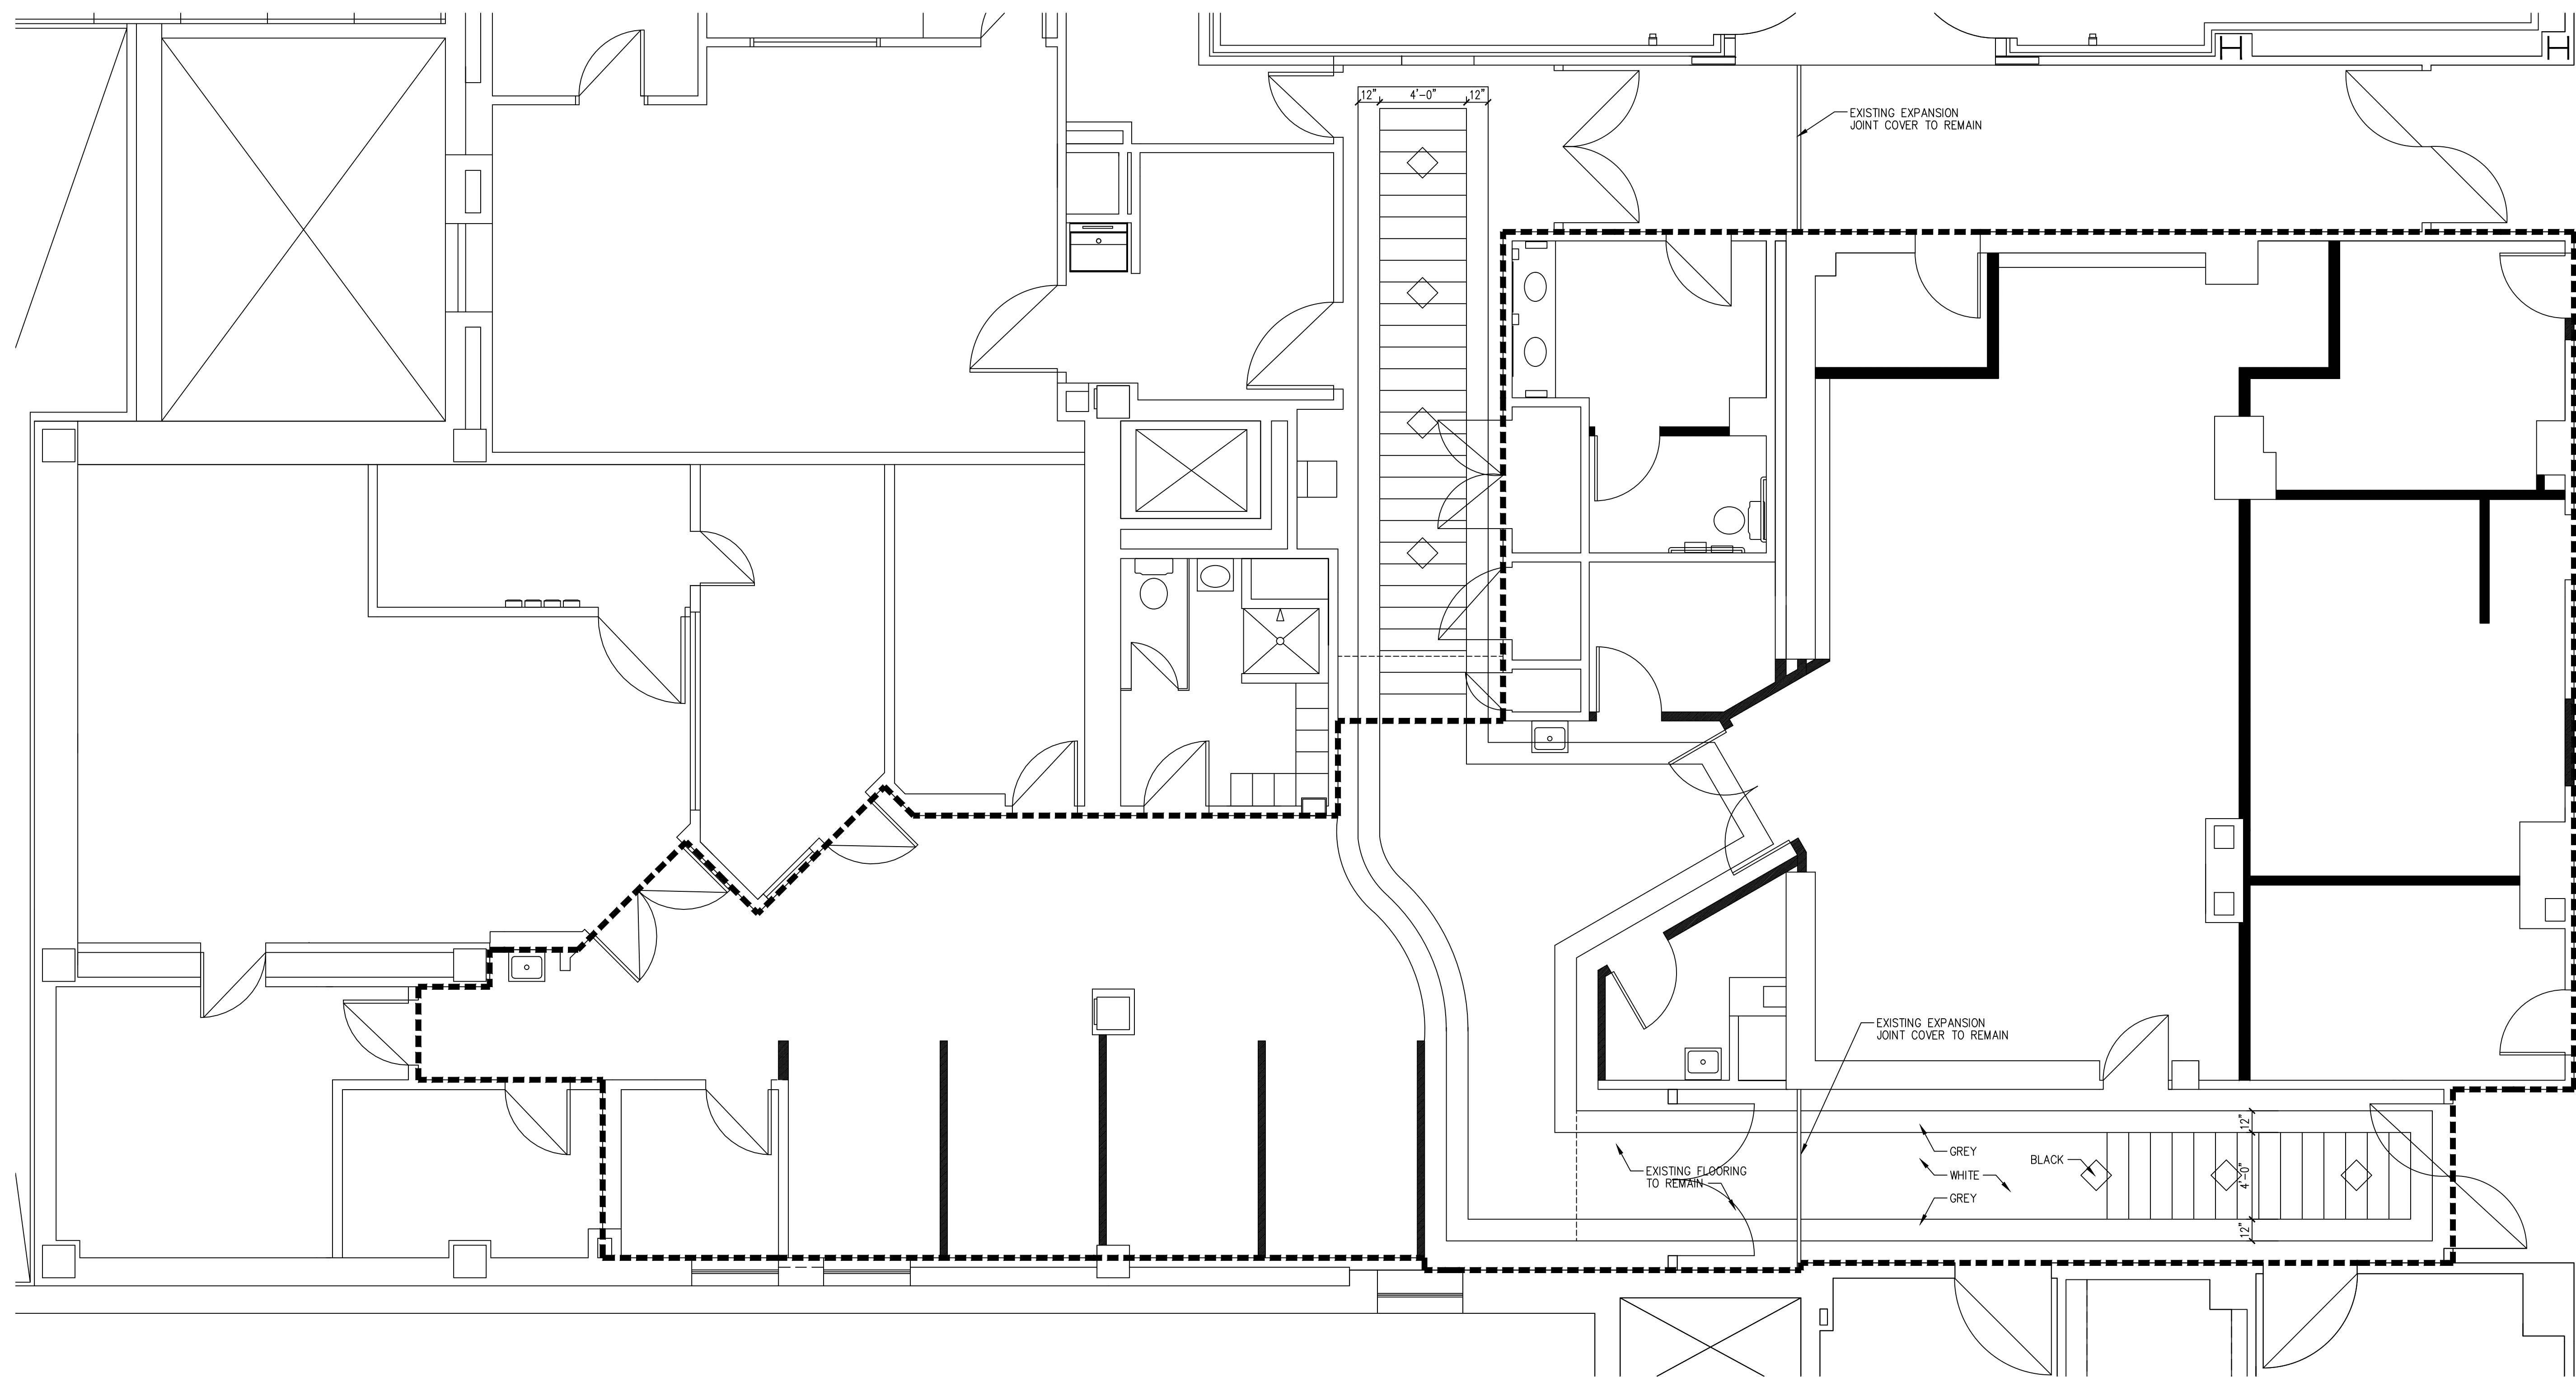 12" 4'-0" 12"
EXISTING EXPANSION
JOINT COVER TO REMAIN
EXISTING EXPANSION
JOINT COVER TO REMAIN
12"
GREY
BLACK
WHITE
4'-0"
EXISTING FLOORING
TO REMAIN
GREY
12"